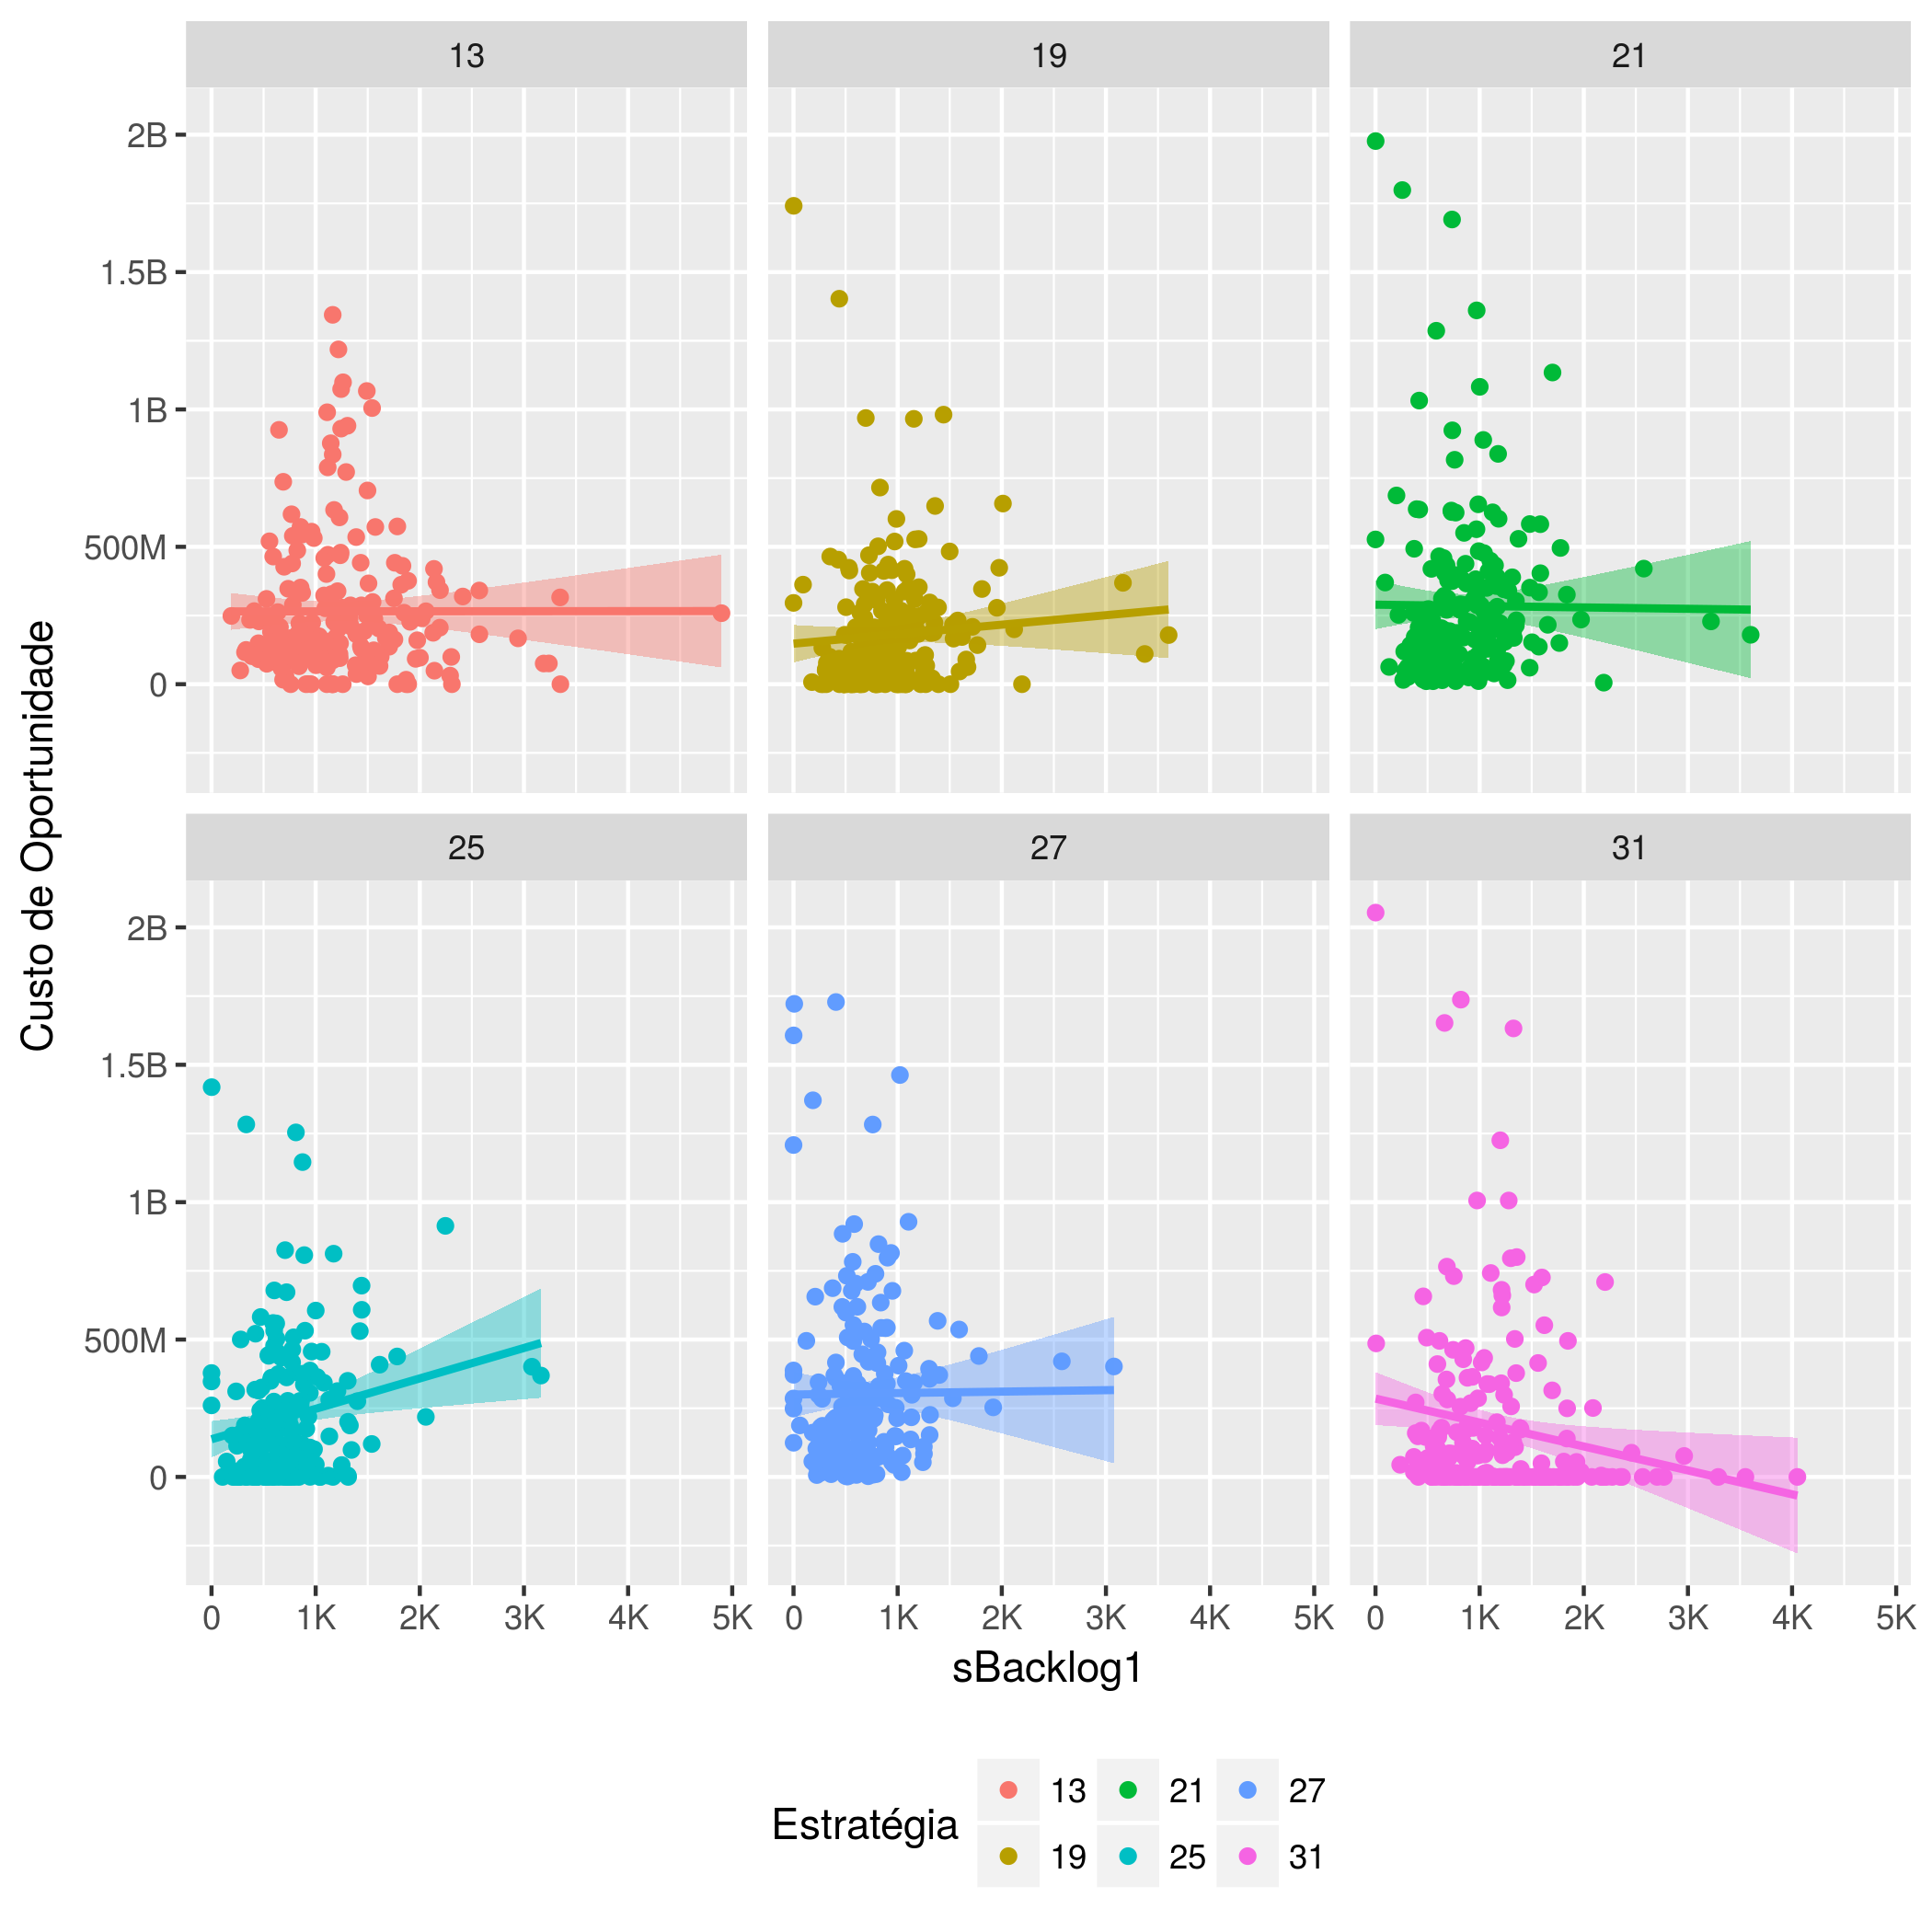 13 19 21
2B
1.5B
1B
500M
0
Custo de Oportunidade
25 27 31
2B
1.5B
1B
500M
0
0 1K 2K 3K 4K 5K 0 1K 2K 3K 4K 5K 0 1K 2K 3K 4K 5K
sBacklog1
Estratégia
13 21 27
19 25 31